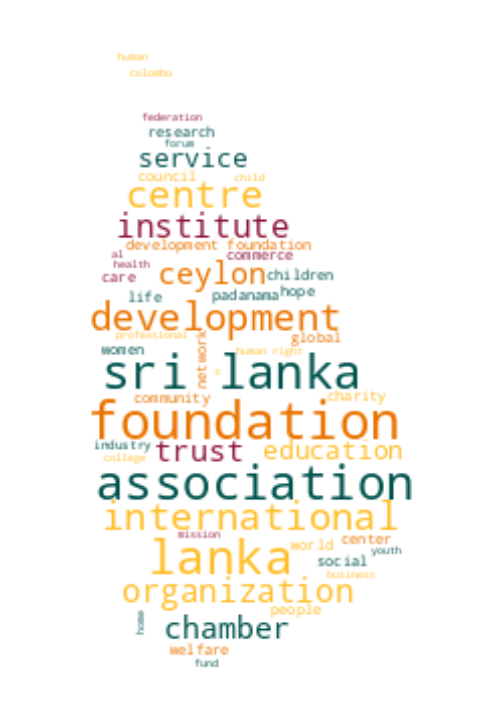 human
colombo
federation
research
forum
service
council child
centre
institute
development foundation
al commerce
health
care ceylon children
life padanama hope
development
professional global
women network human right
sri lanka
s
community charity
foundation
industry trust education
college
association
international
mission
lanka world center
social youth
business
organization
people
home chamber
welfare
fund